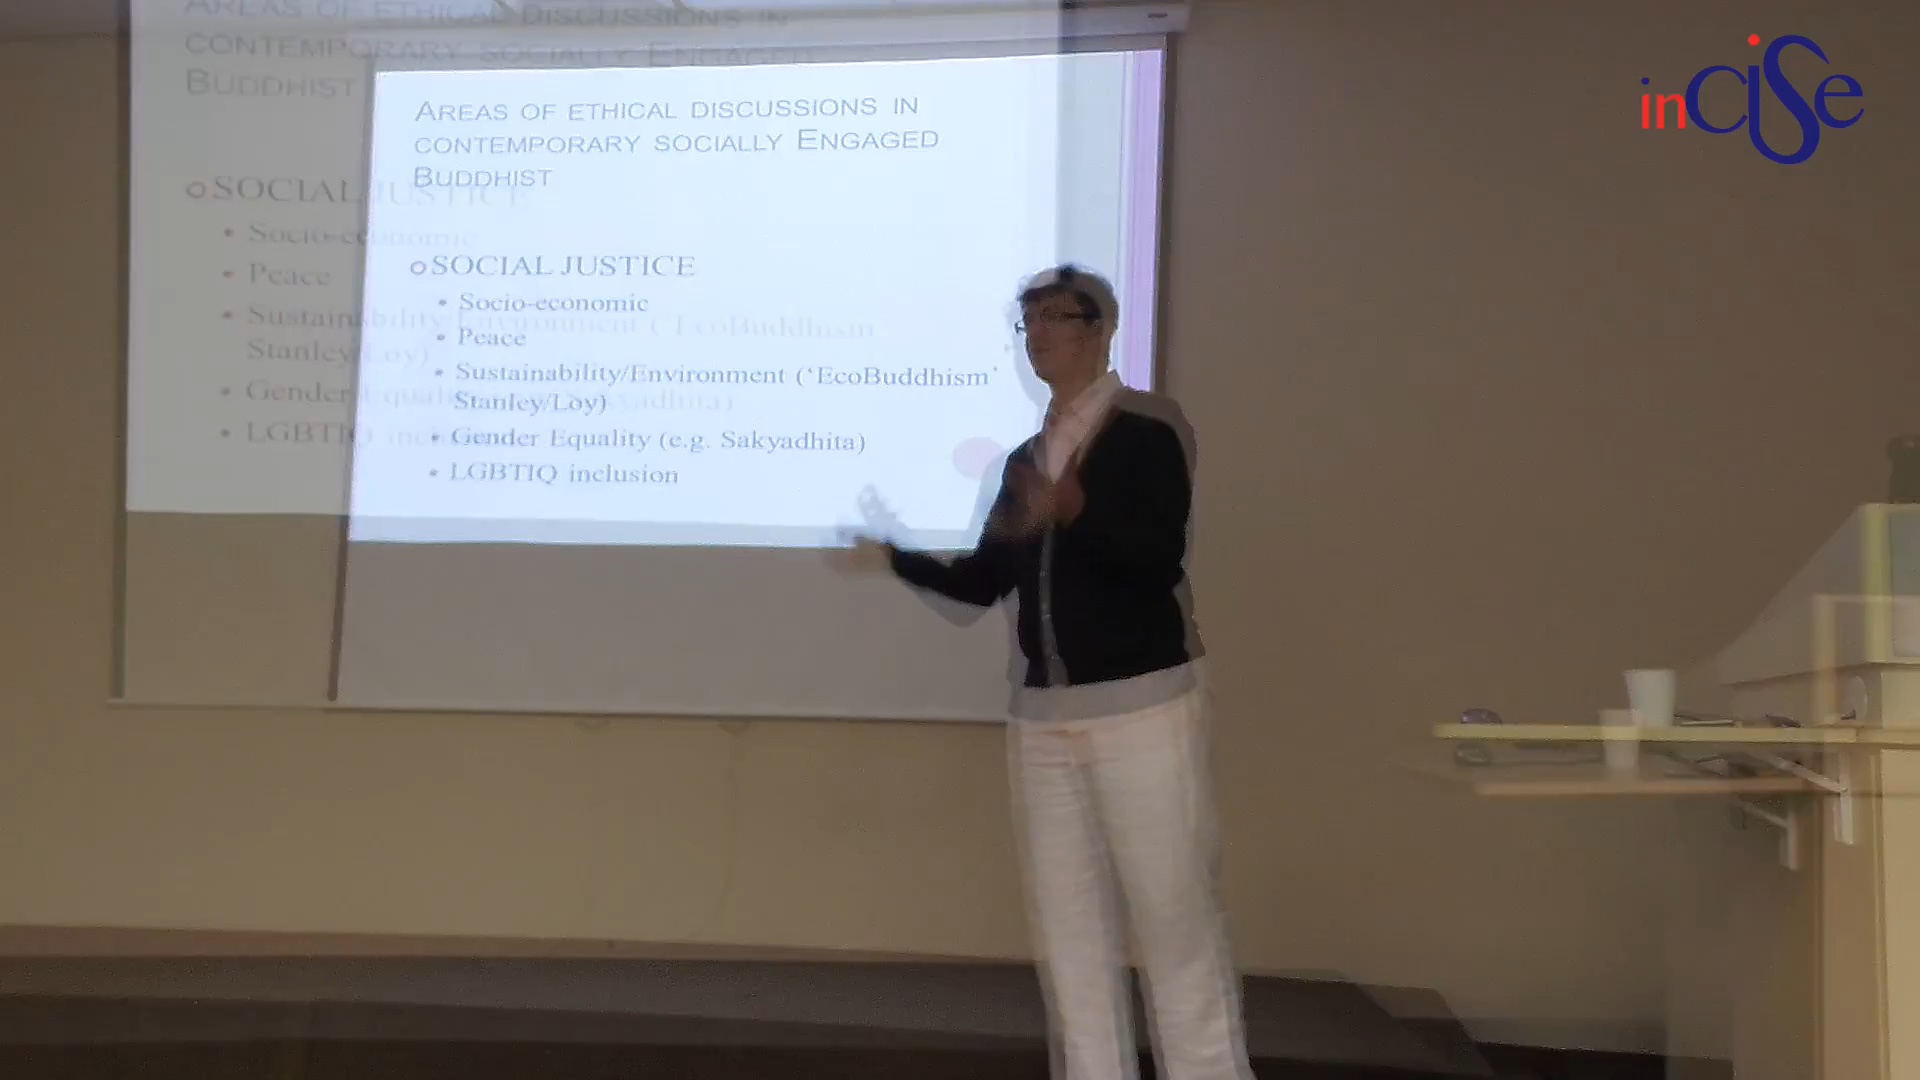 AREAS OF ETHICAL DISCUSSIONS IN
CONTEMPORARY SOCIALLY ENGAGED
BUDDHIST
SOCIAL JUSTICE
• Socio-economic
• Peace
• Sustainability/Environment ('EcoBuddhism'
Stanley/Loy)
• Gender Equality (e.g. Sakyadhita)
• LGBTIQ inclusion
inCISe